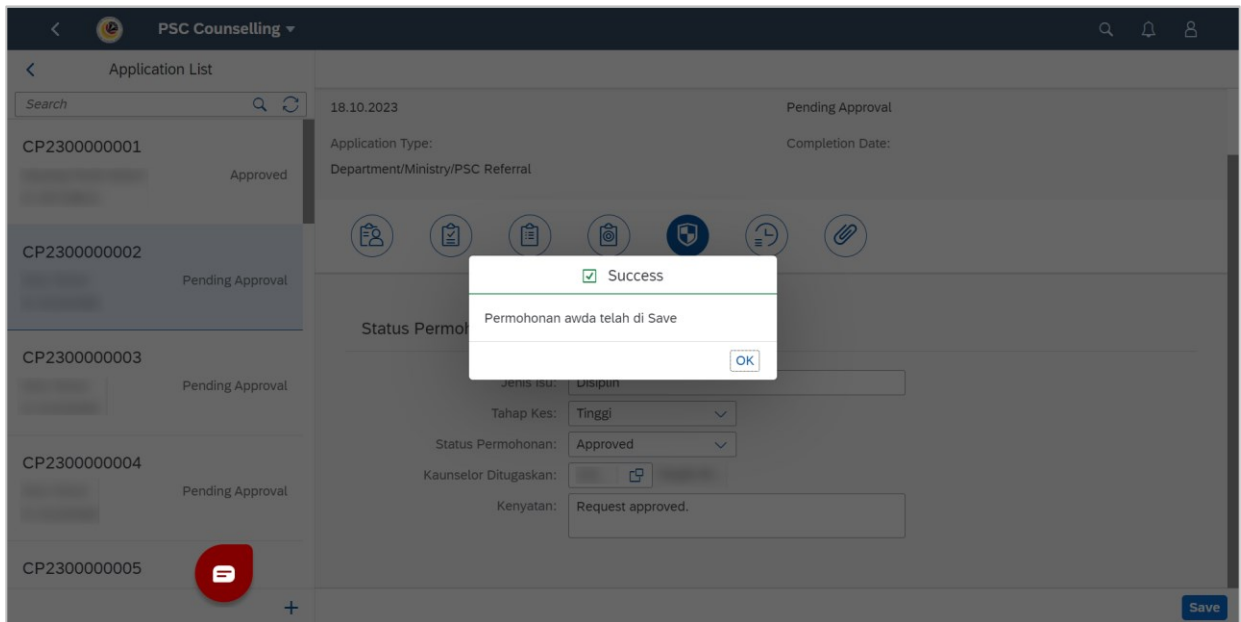 PSC Counselling
Application List
Search
CP2300000001
Approved
CP2300000002
Pending Approval
CP2300000003
Pending Approval
CP2300000004
Pending Approval
CP2300000005
18.10.2023
Pending Approval
Application Type:
Completion Date:
Department/Ministry/PSC Referral
Success
Permohonan awda telah di Save
OK
Status
Jenis Isu: Disiplin
Tahap Kes: Tinggi
Status Permohonan: Approved
Kaunselor Ditugaskan:
Kenyatan: Request approved.
Save